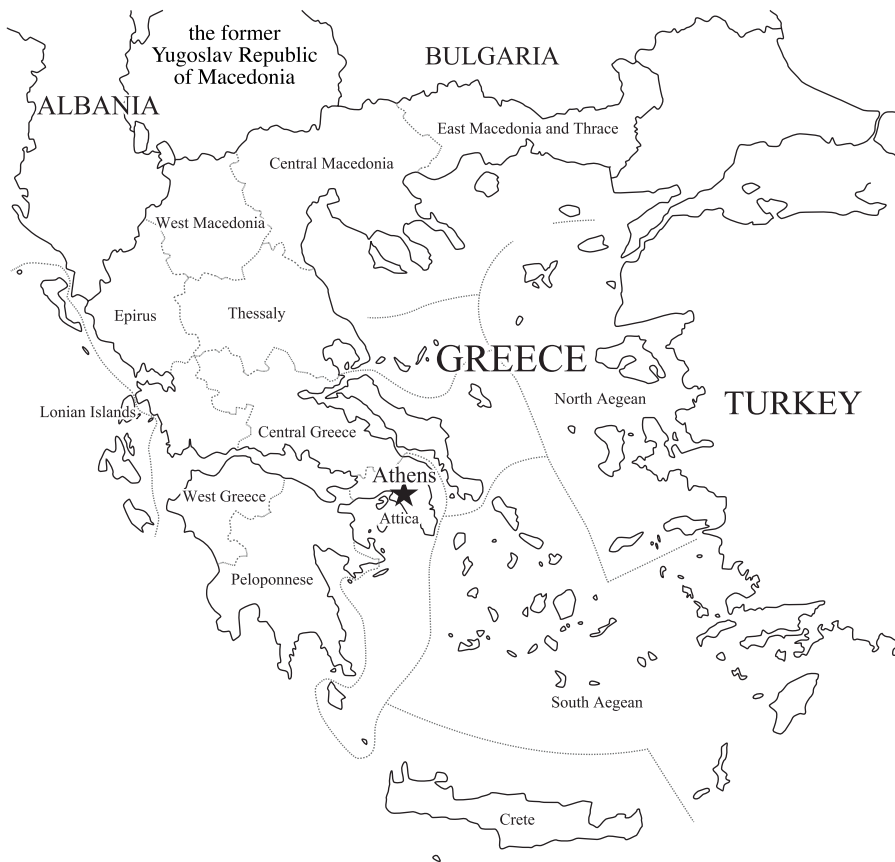 the former
Yugoslav Republic
of Macedonia
BULGARIA
ALBANIA
East Macedonia and Thrace
Central Macedonia
West Macedonia
Epirus
Thessaly
GREECE
North Aegean
TURKEY
Lonian Islands
Central Greece
Athens
West Greece
Attica
Peloponnese
South Aegean
Crete